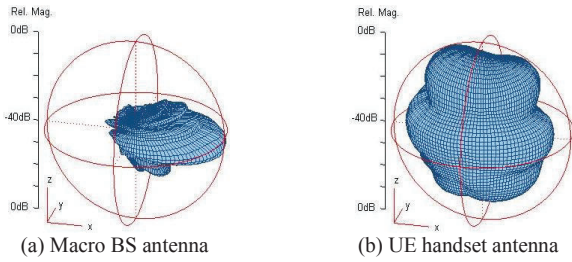 Rel. Mag.
0dB
-40dB
0dB
z
y
x
(a) Macro BS antenna
Rel. Mag.
0dB
-40dB
0dB
z
y
x
(b) UE handset antenna